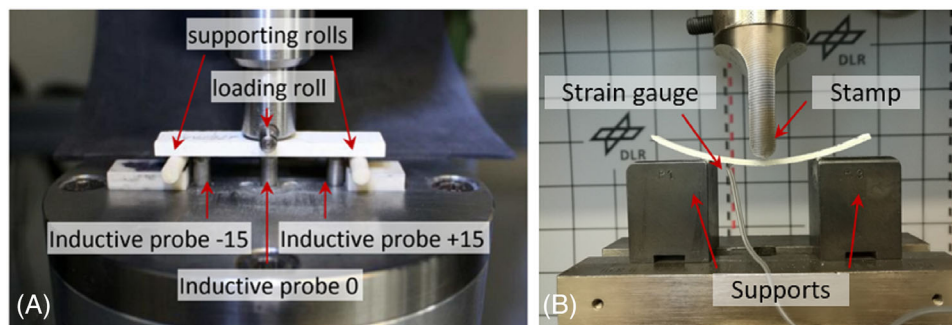 supporting rolls
loading roll
Inductive probe -15
Inductive probe +15
Inductive probe 0
(A)
DLR
Strain gauge
Stamp
DLR
Supports
(B)